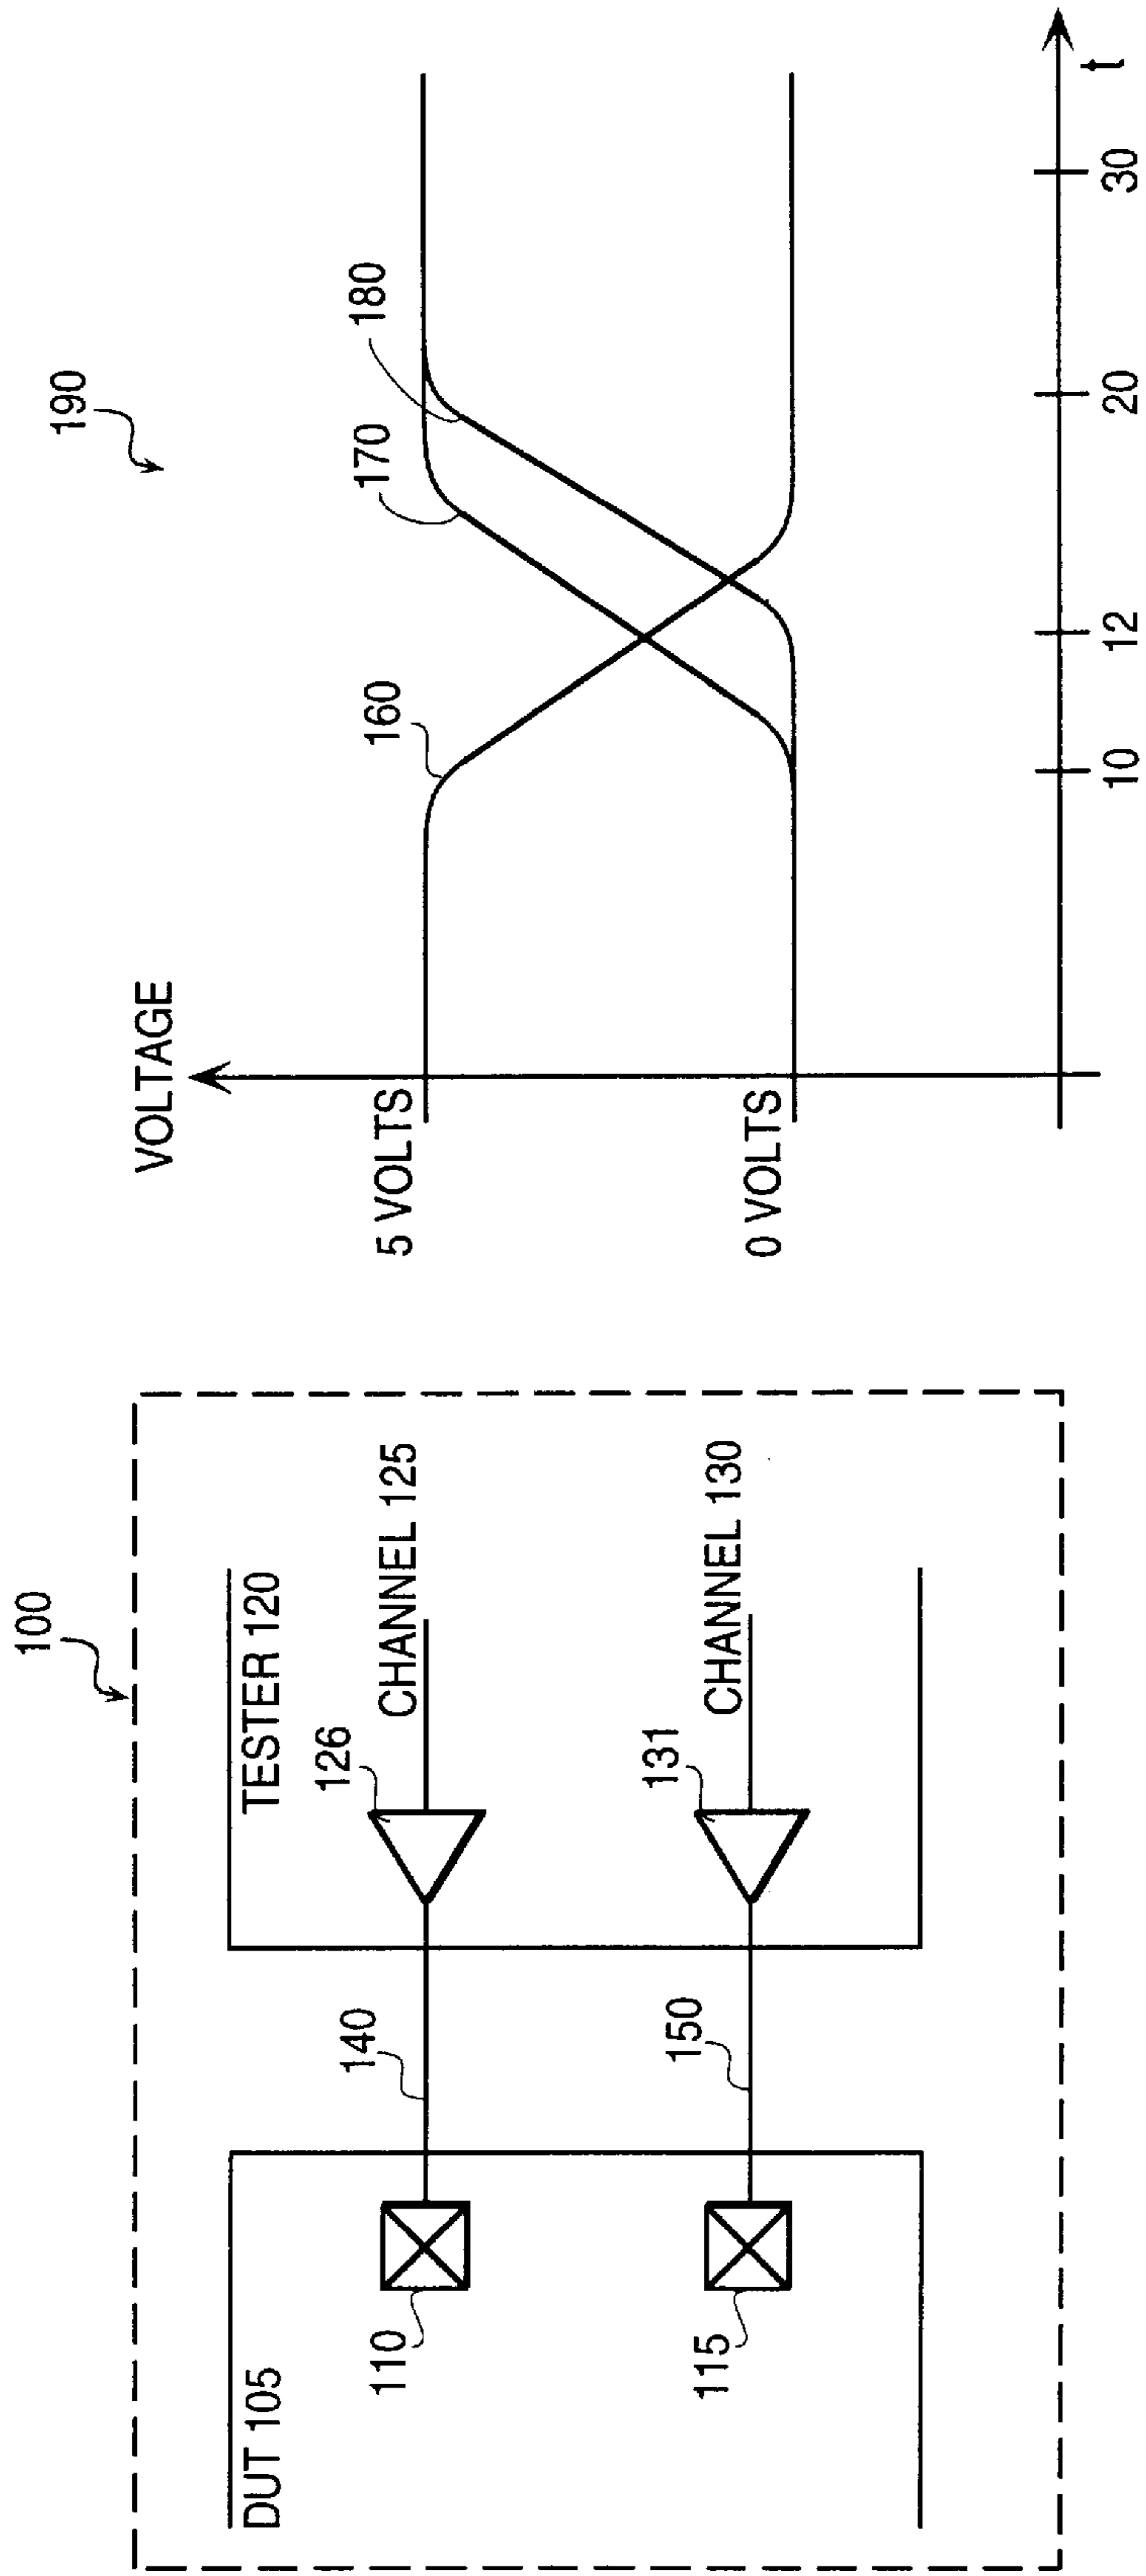 100
DUT 105
TESTER 120
110
140
126
CHANNEL 125
115
150
131
CHANNEL 130
190
VOLTAGE
5 VOLTS
0 VOLTS
160
170
180
10
12
20
30
t